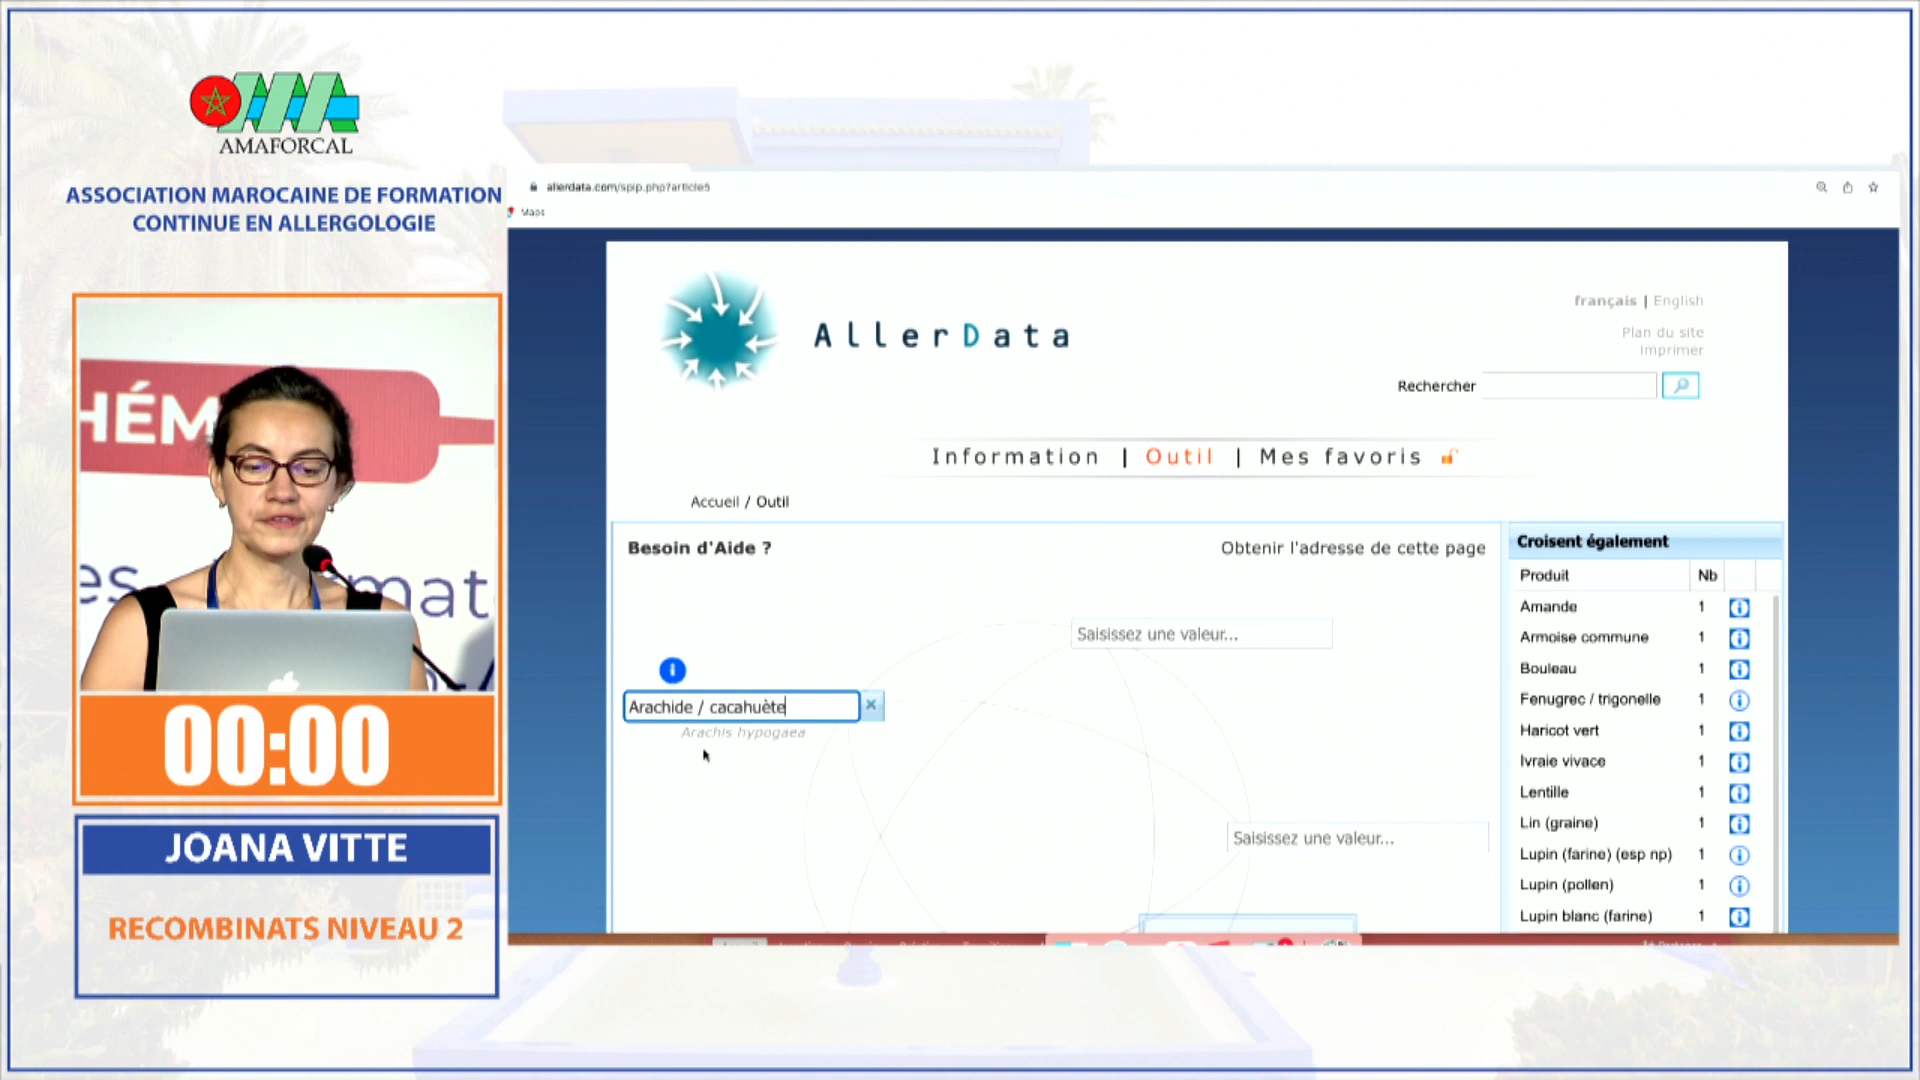 AMAFORCAL
ASSOCIATION MAROCAINE DE FORMATION
CONTINUE EN ALLERGOLOGIE
HÉM
es
mat
00:00
JOANA VITTE
RECOMBINATS NIVEAU 2
allerdata.com/spip.php?article5
Maps
AllerData
français | English
Plan du site
Imprimer
Rechercher
Information | Outil | Mes favoris
Accueil / Outil
Besoin d'Aide ?
Obtenir l'adresse de cette page
Saisissez une valeur...
Arachide / cacahuète
Arachis hypogaea
Saisissez une valeur...
Croisent également
Produit Nb
Amande 1
Armoise commune 1
Bouleau 1
Fenugrec / trigonelle 1
Haricot vert 1
Ivraie vivace 1
Lentille 1
Lin (graine) 1
Lupin (farine) (esp np) 1
Lupin (pollen) 1
Lupin blanc (farine) 1